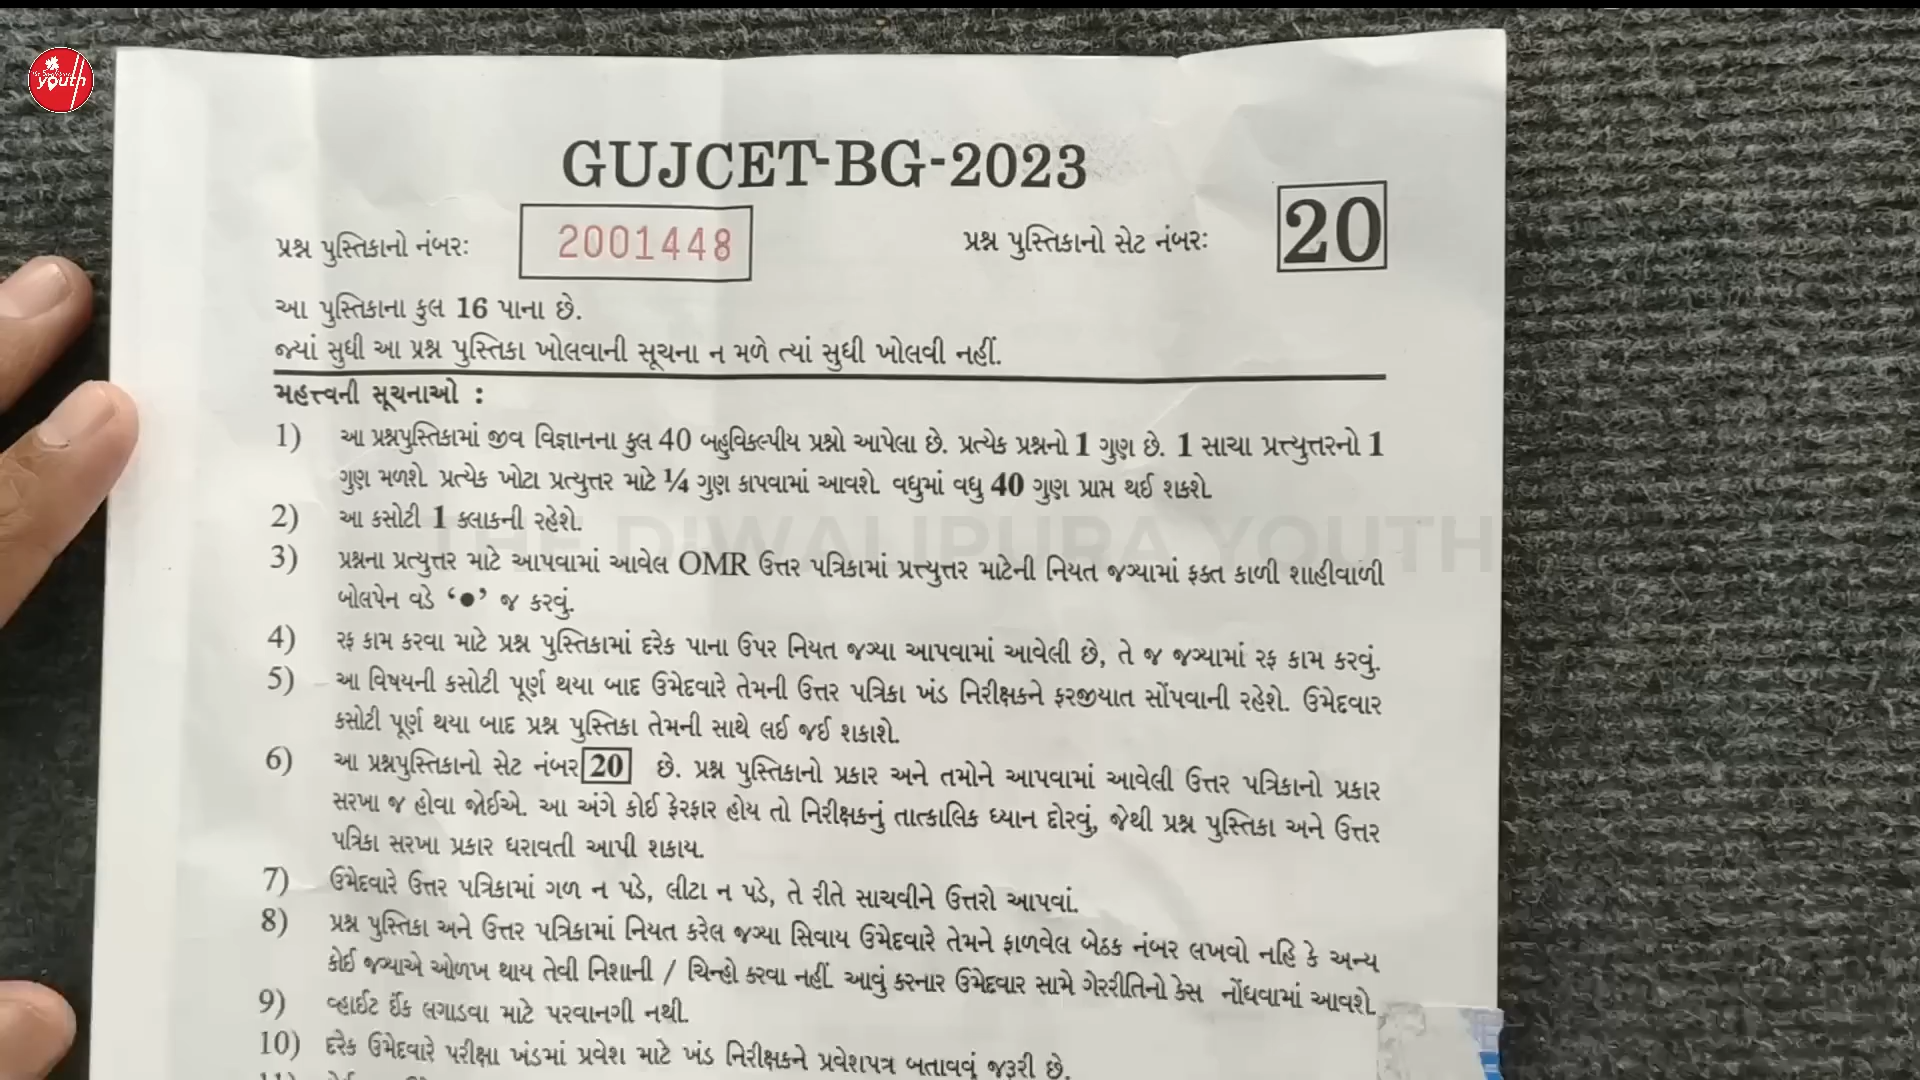 youth
GUJCET-BG-2023
પ્રશ્ન પુસ્તિકાનો નંબરઃ 2001448 પ્રશ્ન પુસ્તિકાનો સેટ નંબરઃ 20
આ પુસ્તિકાના કુલ 16 પાના છે.
જ્યાં સુધી આ પ્રશ્ન પુસ્તિકા ખોલવાની સૂચના ન મળે ત્યાં સુધી ખોલવી નહીં.
મહત્ત્વની સૂચનાઓ :
1) આ પ્રશ્નપુસ્તિકામાં જીવ વિજ્ઞાનના કુલ 40 બહુવિકલ્પીય પ્રશ્નો આપેલા છે. પ્રત્યેક પ્રશ્નનો 1 ગુણ છે. 1 સાચા પ્રત્ત્યુત્તરનો 1
ગુણ મળશે. પ્રત્યેક ખોટા પ્રત્યુત્તર માટે ¼ ગુણ કાપવામાં આવશે. વધુમાં વધુ 40 ગુણ પ્રાપ્ત થઈ શકશે.
2) આ કસોટી 1 કલાકની રહેશે.
THE DIWALIPURA YOUTH
3) પ્રશ્નના પ્રત્યુત્તર માટે આપવામાં આવેલ OMR ઉત્તર પત્રિકામાં પ્રત્ત્યુત્તર માટેની નિયત જગ્યામાં ફક્ત કાળી શાહીવાળી
બોલપેન વડે ‘●’ જ કરવું.
4) રફ કામ કરવા માટે પ્રશ્ન પુસ્તિકામાં દરેક પાના ઉપર નિયત જગ્યા આપવામાં આવેલી છે, તે જ જગ્યામાં રફ કામ કરવું.
5) આ વિષયની કસોટી પૂર્ણ થયા બાદ ઉમેદવારે તેમની ઉત્તર પત્રિકા ખંડ નિરીક્ષકને ફરજીયાત સોંપવાની રહેશે. ઉમેદવાર
કસોટી પૂર્ણ થયા બાદ પ્રશ્ન પુસ્તિકા તેમની સાથે લઈ જઈ શકાશે.
6) આ પ્રશ્નપુસ્તિકાનો સેટ નંબર 20 છે. પ્રશ્ન પુસ્તિકાનો પ્રકાર અને તમોને આપવામાં આવેલી ઉત્તર પત્રિકાનો પ્રકાર
સરખા જ હોવા જોઈએ. આ અંગે કોઈ ફેરફાર હોય તો નિરીક્ષકનું તાત્કાલિક ધ્યાન દોરવું, જેથી પ્રશ્ન પુસ્તિકા અને ઉત્તર
પત્રિકા સરખા પ્રકાર ધરાવતી આપી શકાય.
7) ઉમેદવારે ઉત્તર પત્રિકામાં ગળ ન પડે, લીટા ન પડે, તે રીતે સાચવીને ઉત્તરો આપવાં.
8) પ્રશ્ન પુસ્તિકા અને ઉત્તર પત્રિકામાં નિયત કરેલ જગ્યા સિવાય ઉમેદવારે તેમને ફાળવેલ બેઠક નંબર લખવો નહિ કે અન્ય
કોઈ જગ્યાએ ઓળખ થાય તેવી નિશાની / ચિન્હો કરવા નહીં. આવું કરનાર ઉમેદવાર સામે ગેરરીતિનો કેસ નોંધવામાં આવશે.
9) વ્હાઈટ ઈંક લગાડવા માટે પરવાનગી નથી.
10) દરેક ઉમેદવારે પરીક્ષા ખંડમાં પ્રવેશ માટે ખંડ નિરીક્ષકને પ્રવેશપત્ર બતાવવું જરૂરી છે.